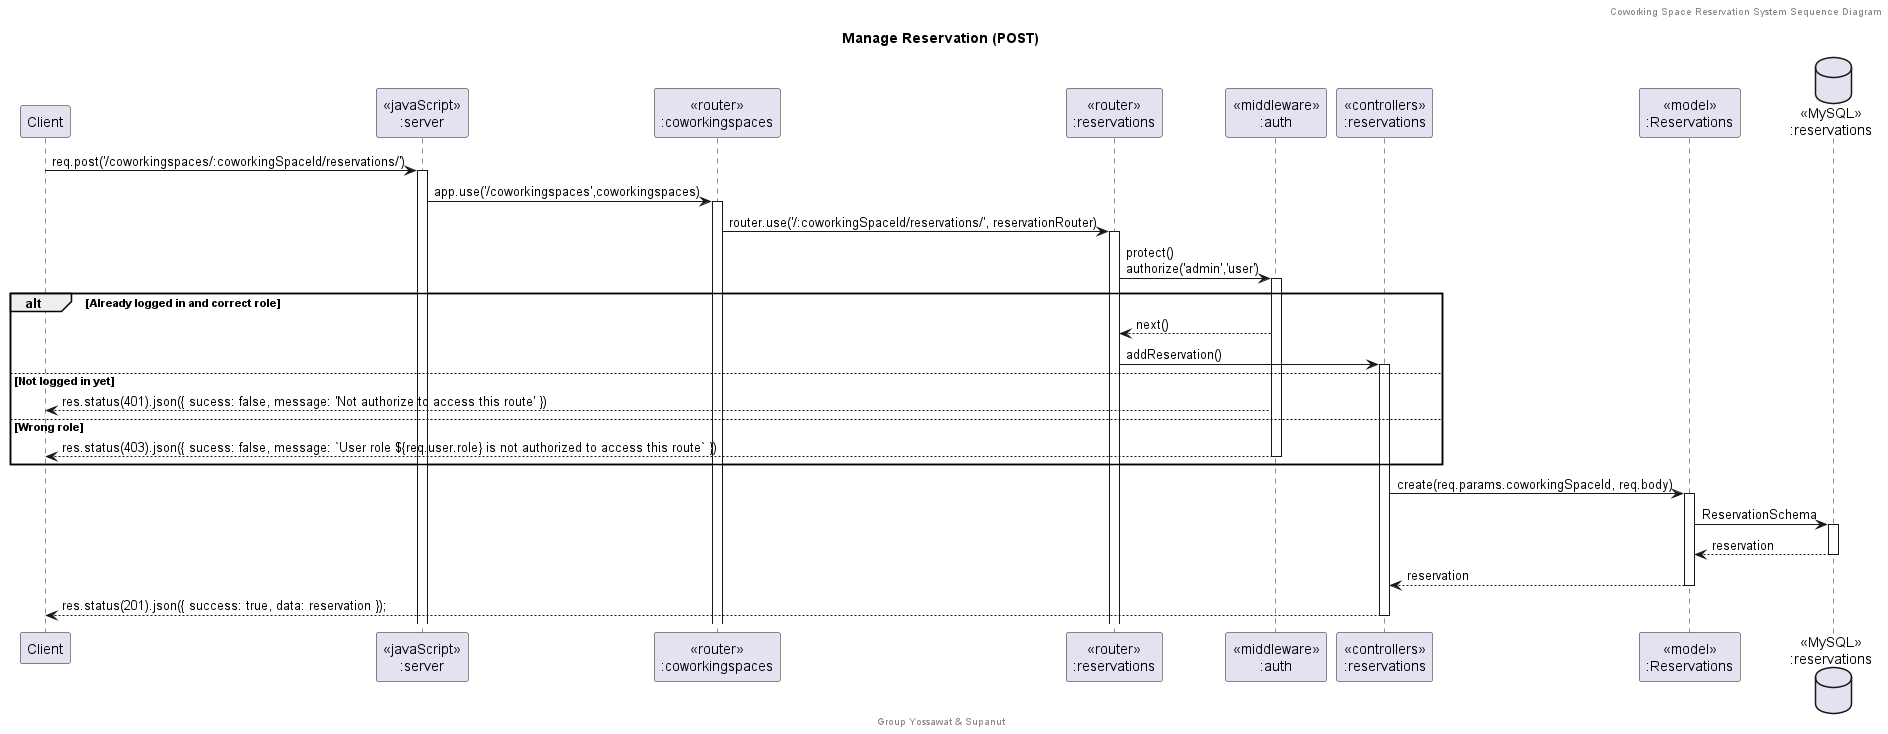 Coworking Space Reservation System Sequence Diagram
Manage Reservation (POST)
Client
«javaScript»
:server
«router»
:coworkingspaces
«router»
:reservations
«middleware»
:auth
«controllers»
:reservations
«model»
:Reservations
«MySQL»
:reservations
req.post('/coworkingspaces/:coworkingSpaceId/reservations/')
app.use('/coworkingspaces',coworkingspaces)
router.use('/:coworkingSpaceId/reservations/', reservationRouter)
protect()
authorize('admin','user')
alt
[Already logged in and correct role]
next()
addReservation()
[Not logged in yet]
res.status(401).json({ sucess: false, message: 'Not authorize to access this route' })
[Wrong role]
res.status(403).json({ sucess: false, message: `User role ${req.user.role} is not authorized to access this route` })
create(req.params.coworkingSpaceId, req.body)
ReservationSchema
reservation
reservation
res.status(201).json({ success: true, data: reservation });
Client
«javaScript»
:server
«router»
:coworkingspaces
«router»
:reservations
«middleware»
:auth
«controllers»
:reservations
«model»
:Reservations
«MySQL»
:reservations
Group Yossawat & Supanut